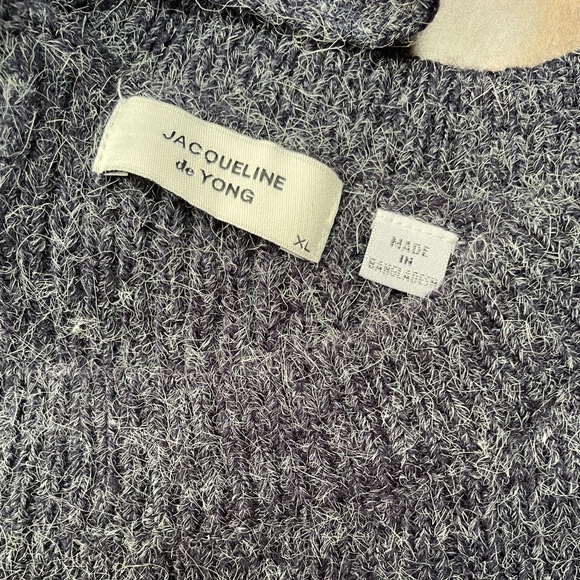 JACQUELINE
de YONG
XL
MADE
IN
BANGLADESH